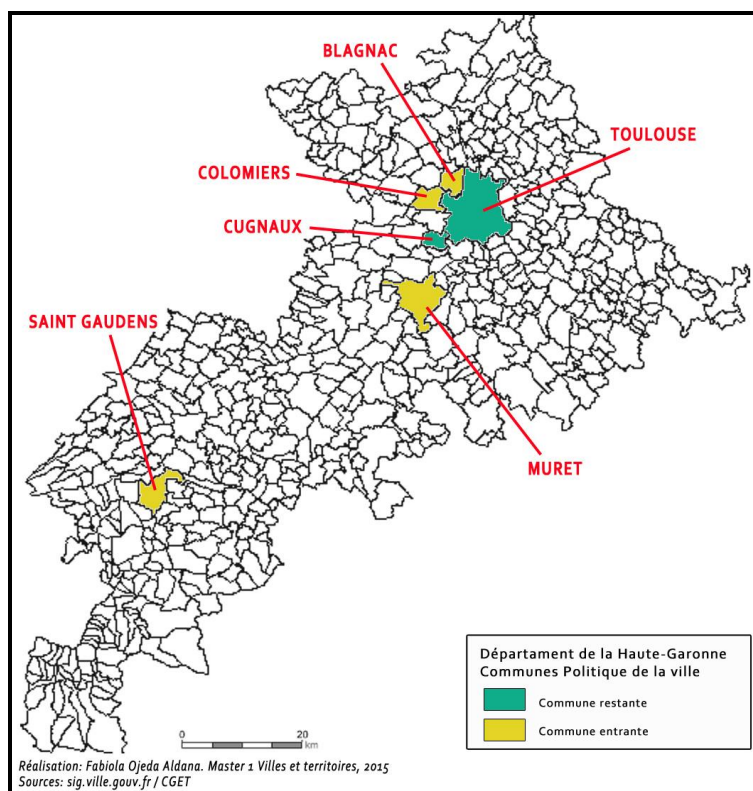 BLAGNAC
TOULOUSE
COLOMIERS
CUGNAUX
SAINT GAUDENS
MURET
Départament de la Haute-Garonne
Communes Politique de la ville
Commune restante
Commune entrante
0 20
km
Réalisation: Fabiola Ojeda Aldana. Master 1 Villes et territoires, 2015
Sources: sig.ville.gouv.fr / CGET